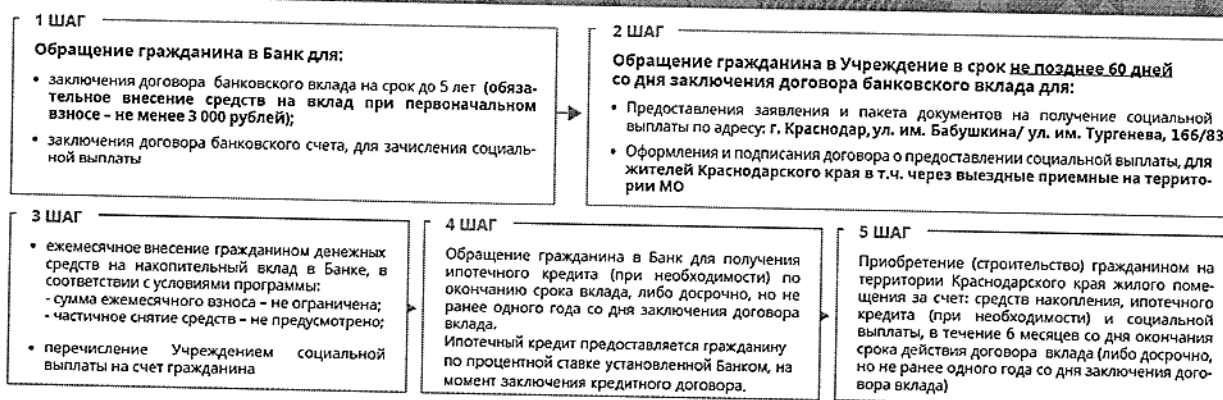 1 ШАГ
Обращение гражданина в Банк для:
• заключения договора банковского вклада на срок до 5 лет (обяза-
тельное внесение средств на вклад при первоначальном
взносе – не менее 3 000 рублей);
• заключения договора банковского счета, для зачисления социаль-
ной выплаты
2 ШАГ
Обращение гражданина в Учреждение в срок не позднее 60 дней
со дня заключения договора банковского вклада для:
• Предоставления заявления и пакета документов на получение социальной
выплаты по адресу: г. Краснодар, ул. им. Бабушкина/ ул. им. Тургенева, 166/83
• Оформления и подписания договора о предоставлении социальной выплаты, для
жителей Краснодарского края в т.ч. через выездные приемные на террито-
рии МО
3 ШАГ
• ежемесячное внесение гражданином денежных
средств на накопительный вклад в Банке, в
соответствии с условиями программы:
- сумма ежемесячного взноса – не ограничена;
- частичное снятие средств – не предусмотрено;
• перечисление Учреждением социальной
выплаты на счет гражданина
4 ШАГ
Обращение гражданина в Банк для получения
ипотечного кредита (при необходимости) по
окончанию срока вклада, либо досрочно, но не
ранее одного года со дня заключения договора
вклада.
Ипотечный кредит предоставляется гражданину
по процентной ставке установленной Банком, на
момент заключения кредитного договора.
5 ШАГ
Приобретение (строительство) гражданином на
территории Краснодарского края жилого поме-
щения за счет: средств накопления, ипотечного
кредита (при необходимости) и социальной
выплаты, в течение 6 месяцев со дня окончания
срока действия договора вклада (либо досрочно,
но не ранее одного года со дня заключения дого-
вора вклада)